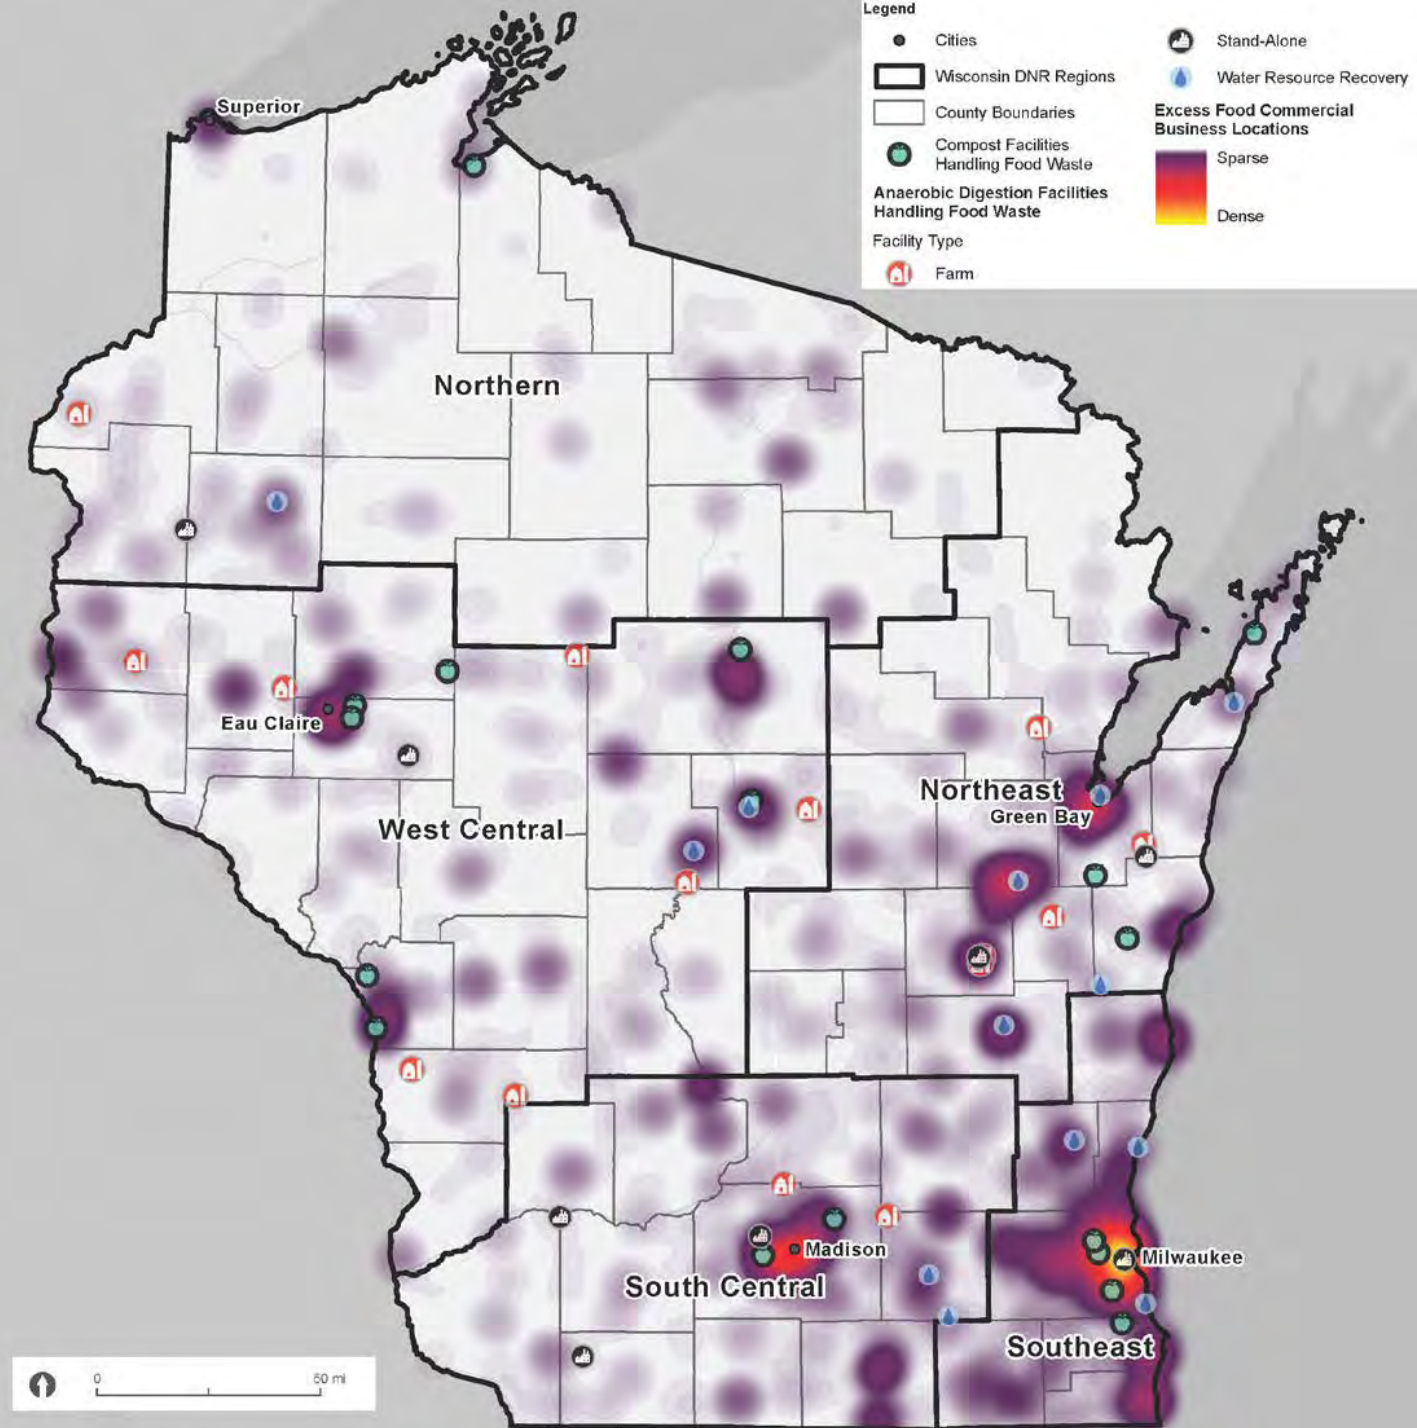 Legend
Cities
Wisconsin DNR Regions
County Boundaries
Compost Facilities
Handling Food Waste
Anaerobic Digestion Facilities
Handling Food Waste
Facility Type
Farm
Stand-Alone
Water Resource Recovery
Excess Food Commercial
Business Locations
Sparse
Dense
Superior
Northern
Eau Claire
West Central
Northeast
Green Bay
Madison
South Central
Milwaukee
Southeast
0
50 mi